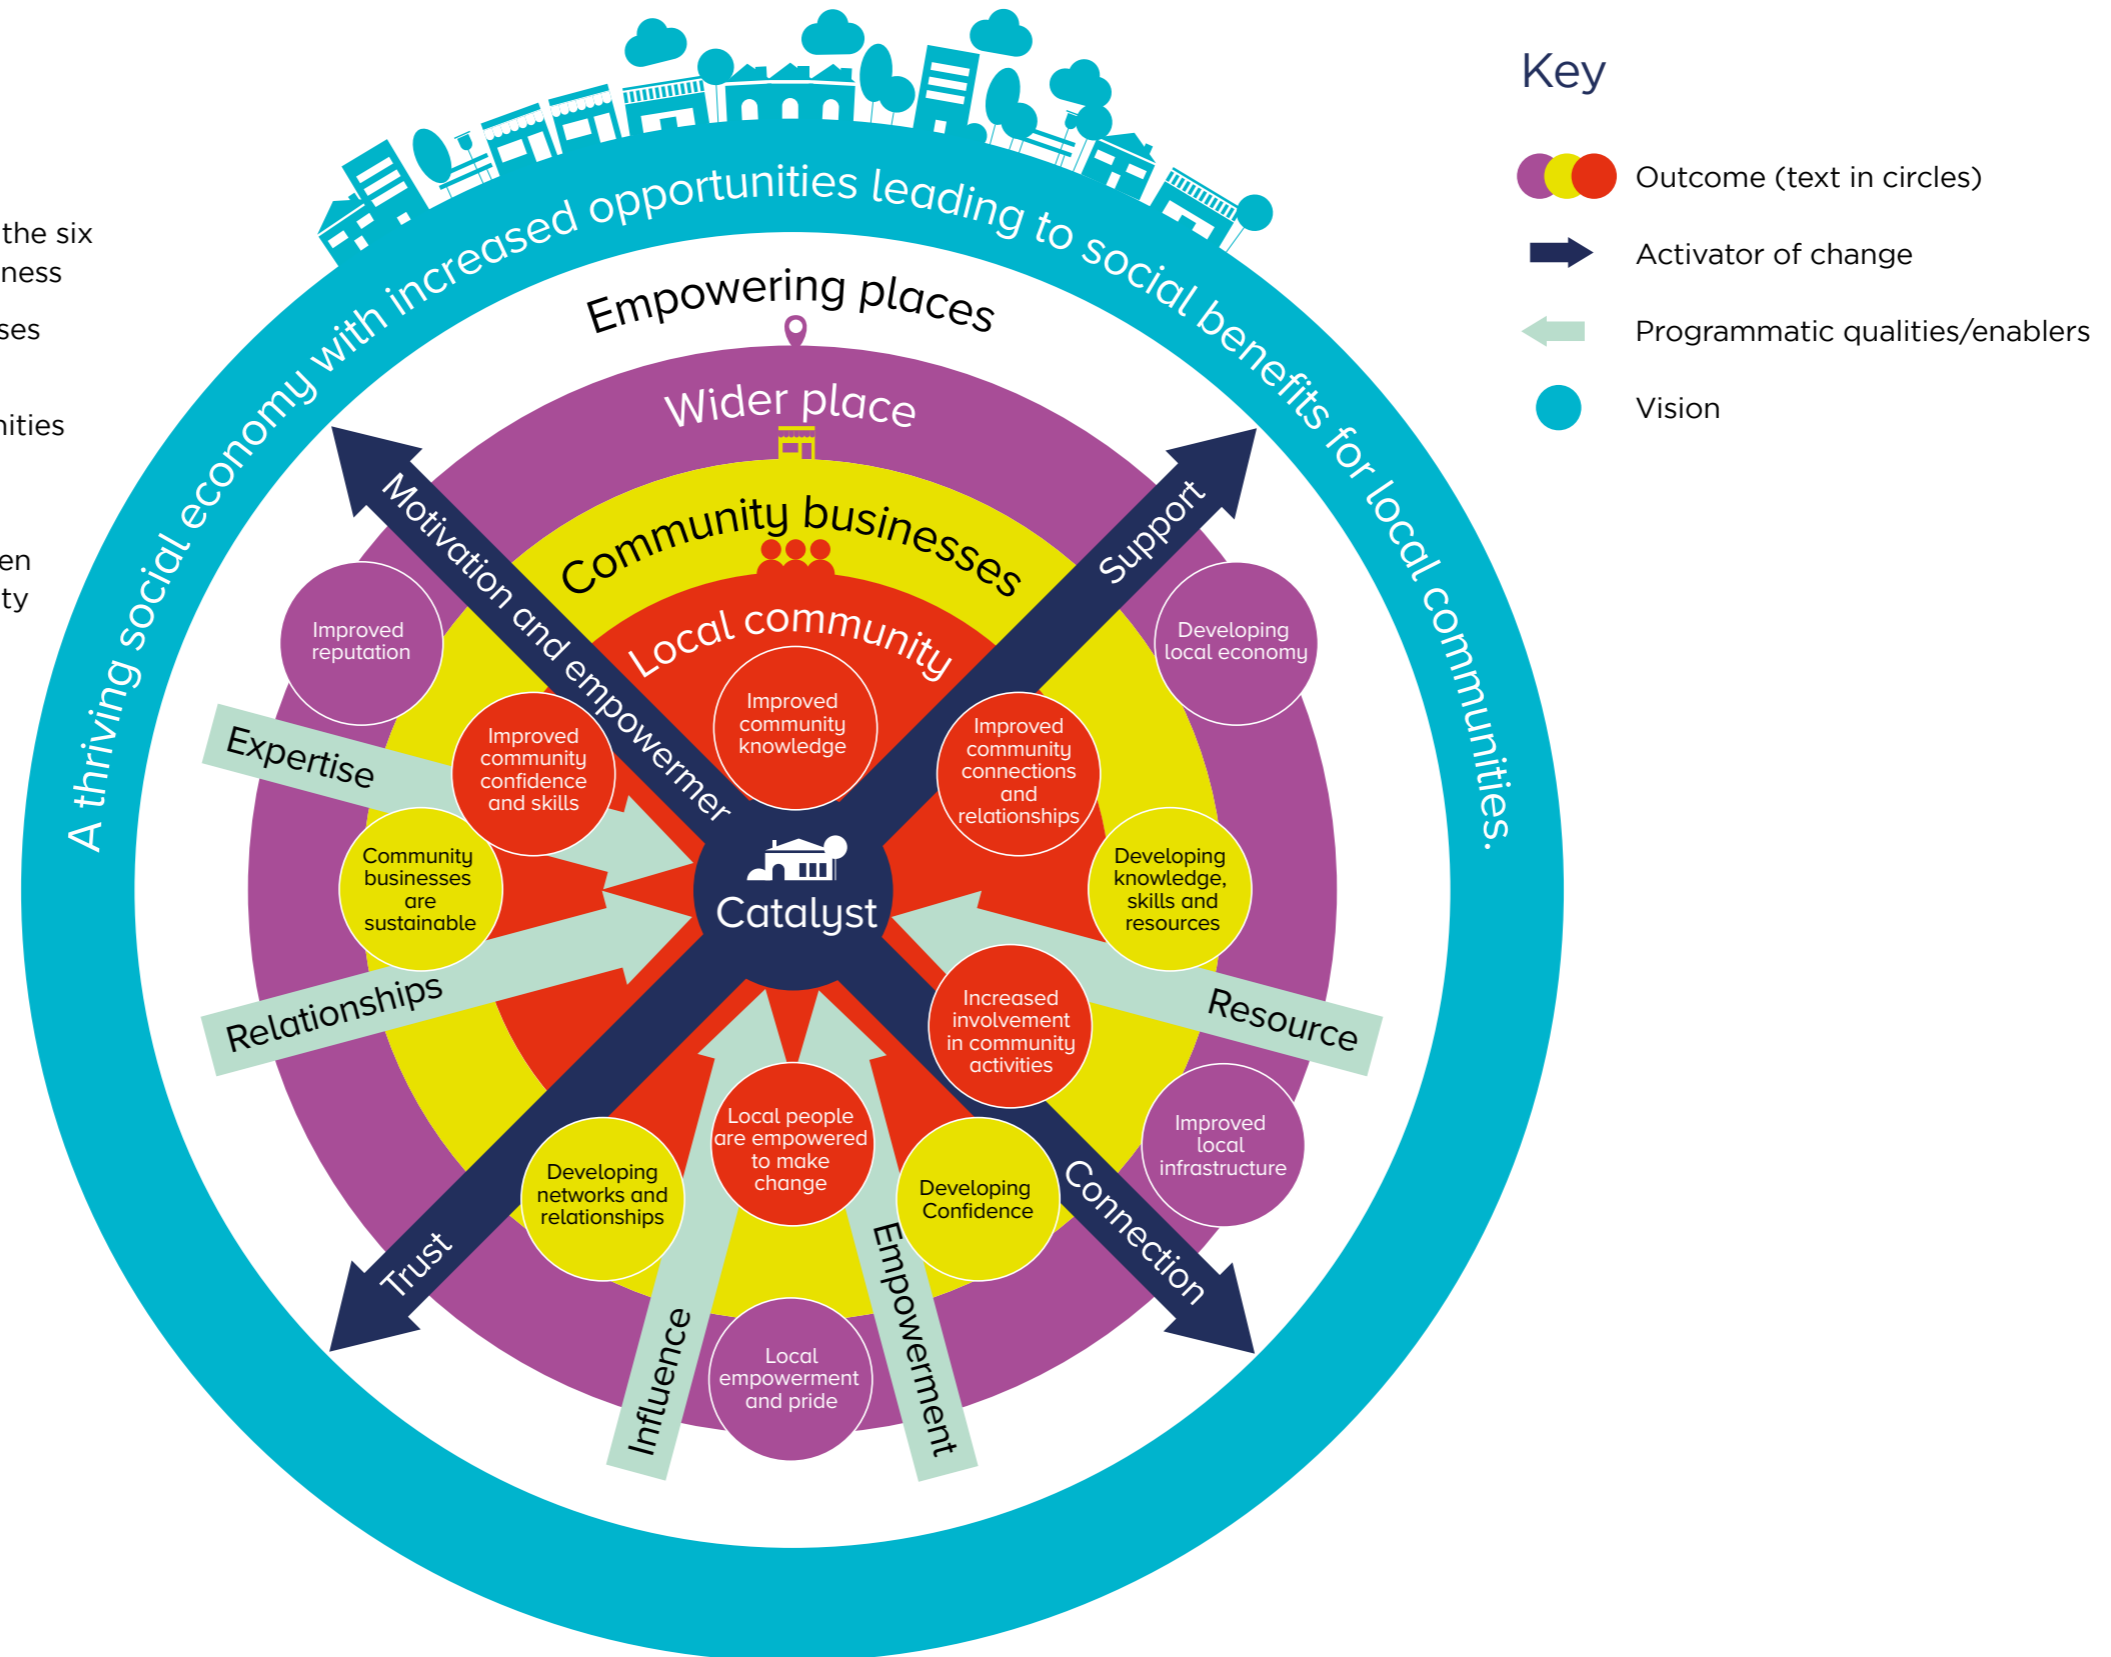 the six
ness
ses
nities
en
ty
A thriving social economy with increased opportunities leading to social benefits for local communities.
Empowering places
Wider place
Community businesses
Local community
Motivation and empowermer
Support
Improved
reputation
Developing
local economy
Improved
community
knowledge
Improved
community
confidence
and skills
Improved
community
connections
and
relationships
Expertise
Community
businesses
are
sustainable
Catalyst
Developing
knowledge,
skills and
resources
Relationships
Resource
Increased
involvement
in community
activities
Local people
are empowered
to make
change
Improved
local
infrastructure
Developing
networks and
relationships
Developing
Confidence
Trust
Connection
Influence
Empowerment
Local
empowerment
and pride
Key
Outcome (text in circles)
Activator of change
Programmatic qualities/enablers
Vision